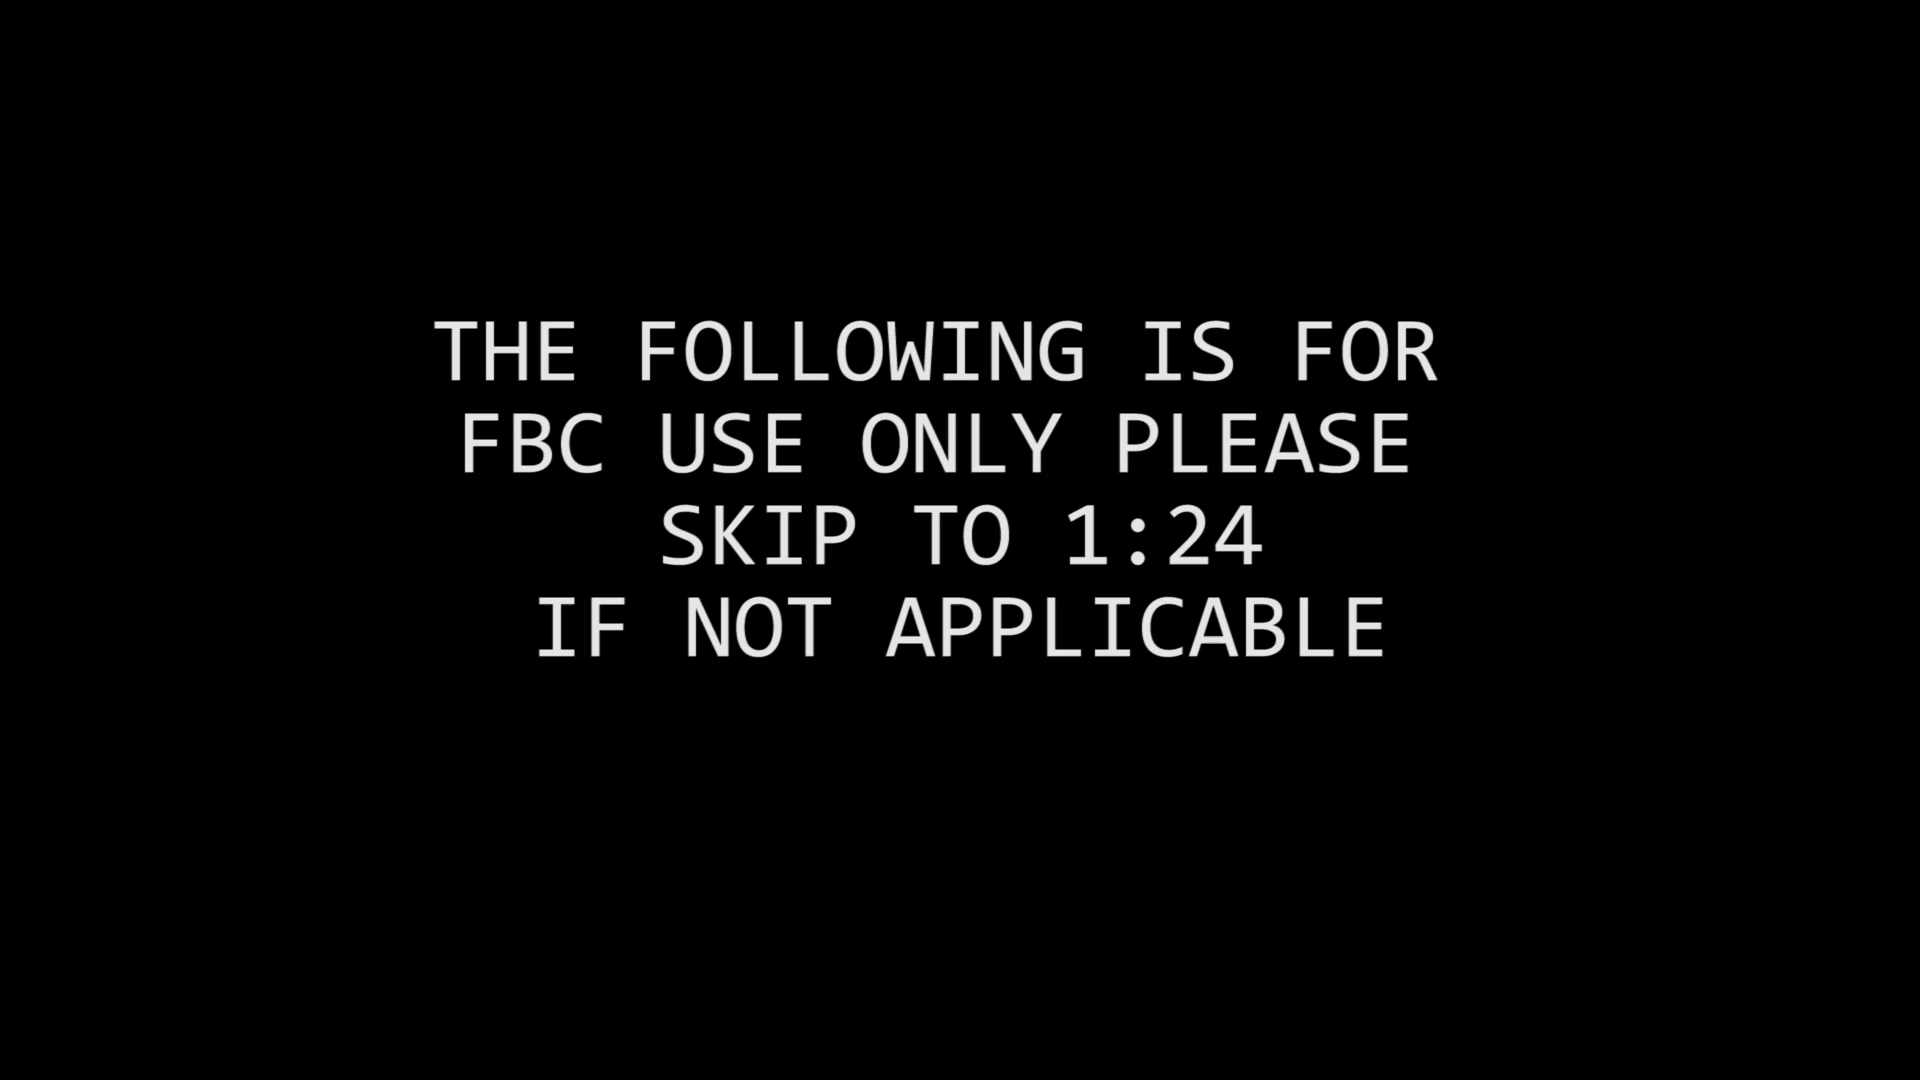 THE FOLLOWING IS FOR
FBC USE ONLY PLEASE
SKIP TO 1:24
IF NOT APPLICABLE